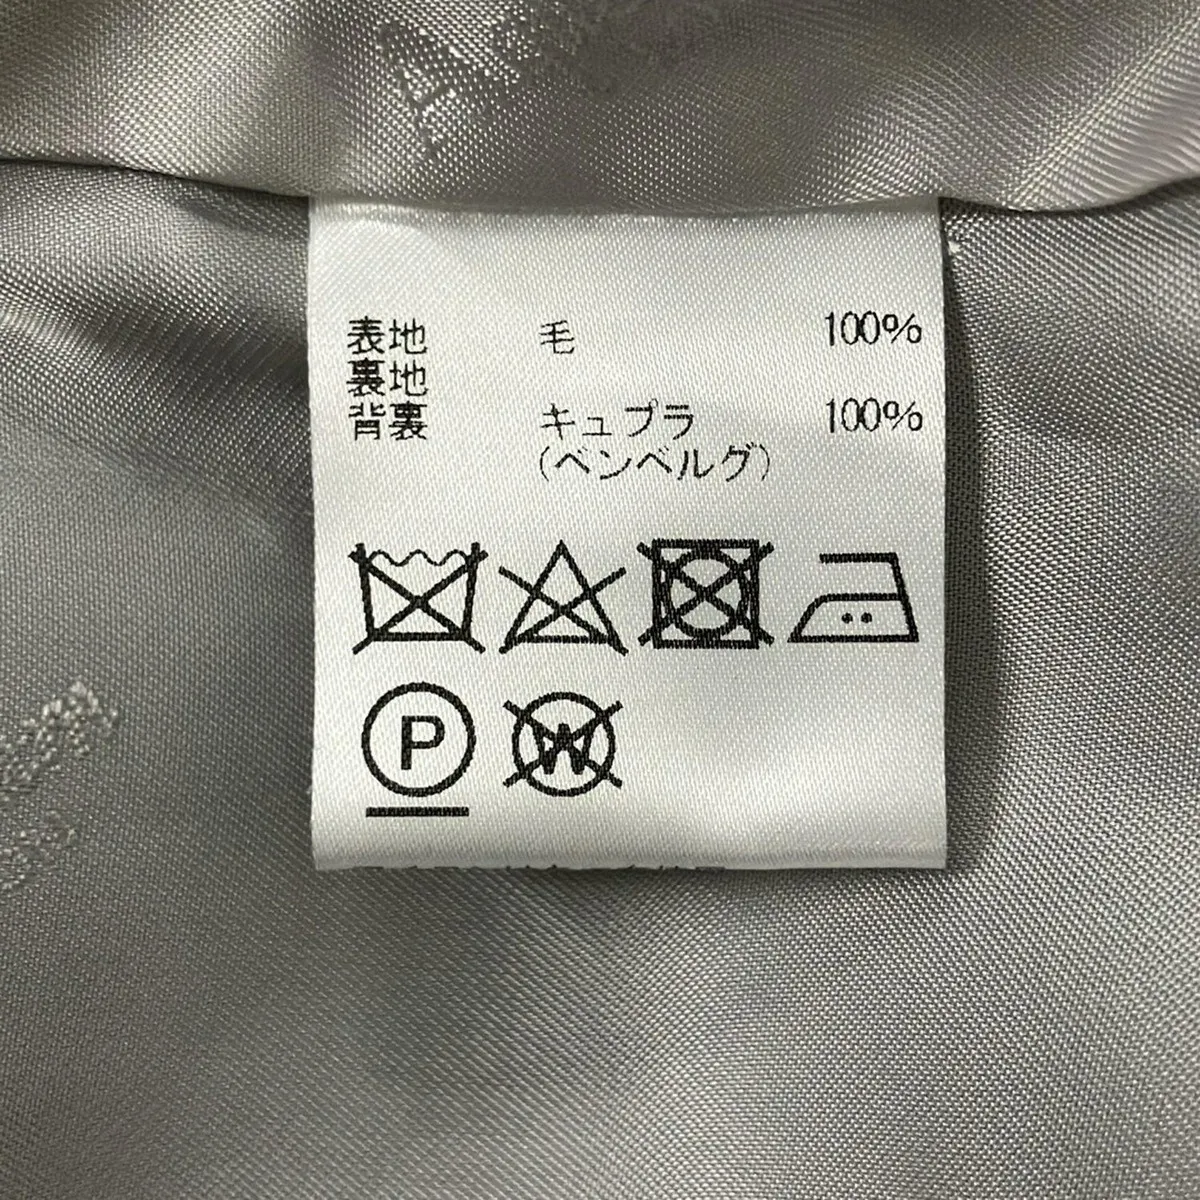 表地 毛 100%
裏地
背裏 キュプラ 100%
(ベンベルグ)
P W